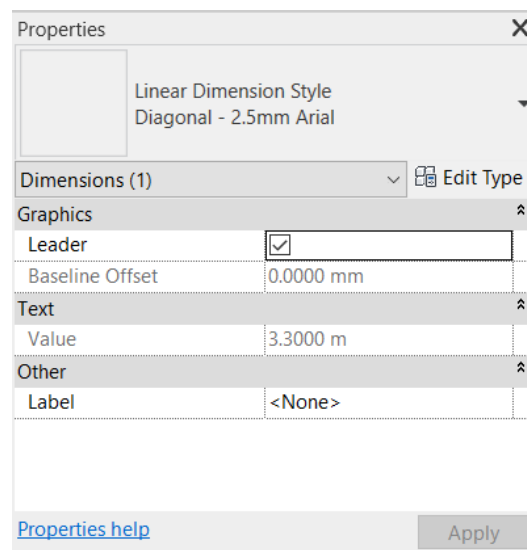 Properties
Linear Dimension Style
Diagonal - 2.5mm Arial
Dimensions (1) Edit Type
Graphics
Leader
Baseline Offset 0.0000 mm
Text
Value 3.3000 m
Other
Label <None>
Properties help Apply